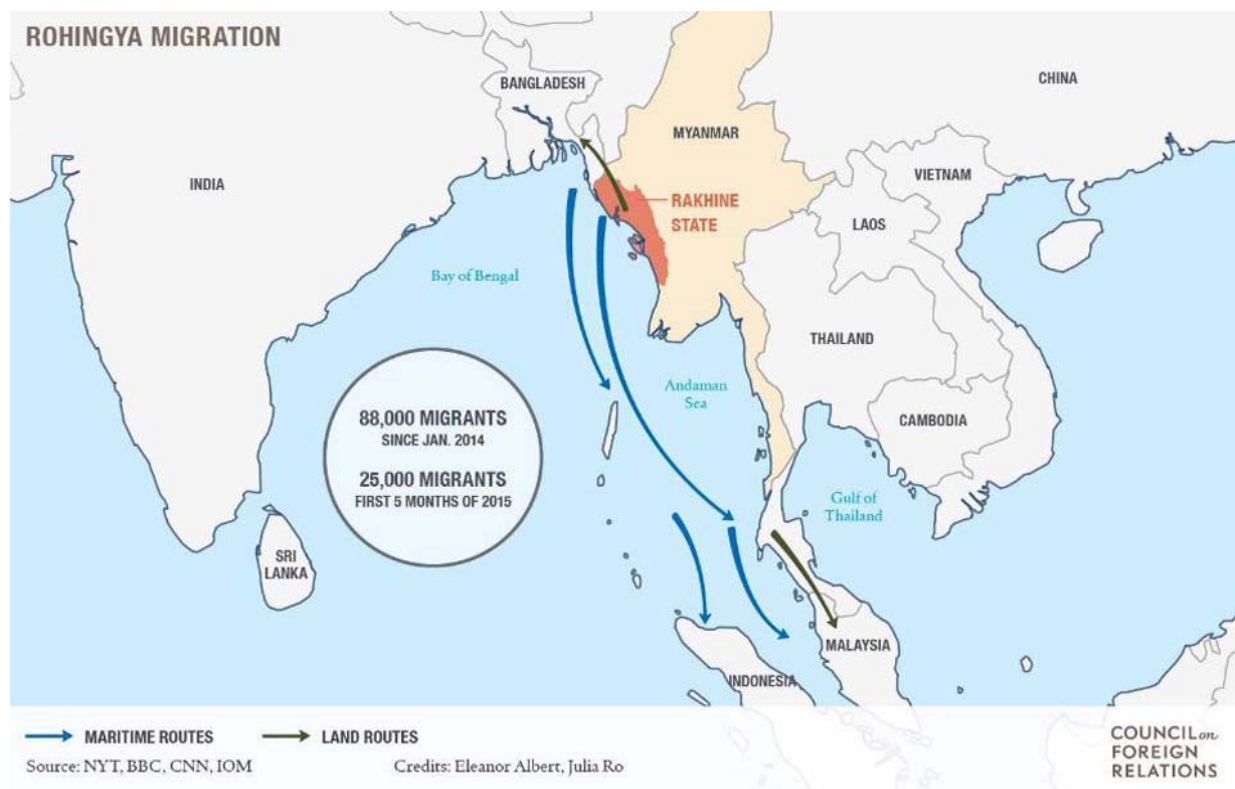 ROHINGYA MIGRATION
BANGLADESH
CHINA
MYANMAR
INDIA
VIETNAM
RAKHINE
STATE
LAOS
Bay of Bengal
THAILAND
Andaman
Sea
88,000 MIGRANTS
SINCE JAN. 2014
25,000 MIGRANTS
FIRST 5 MONTHS OF 2015
CAMBODIA
Gulf of
Thailand
SRI
LANKA
MALAYSIA
INDONESIA
MARITIME ROUTES
LAND ROUTES
Source: NYT, BBC, CNN, IOM
Credits: Eleanor Albert, Julia Ro
COUNCIL on
FOREIGN
RELATIONS